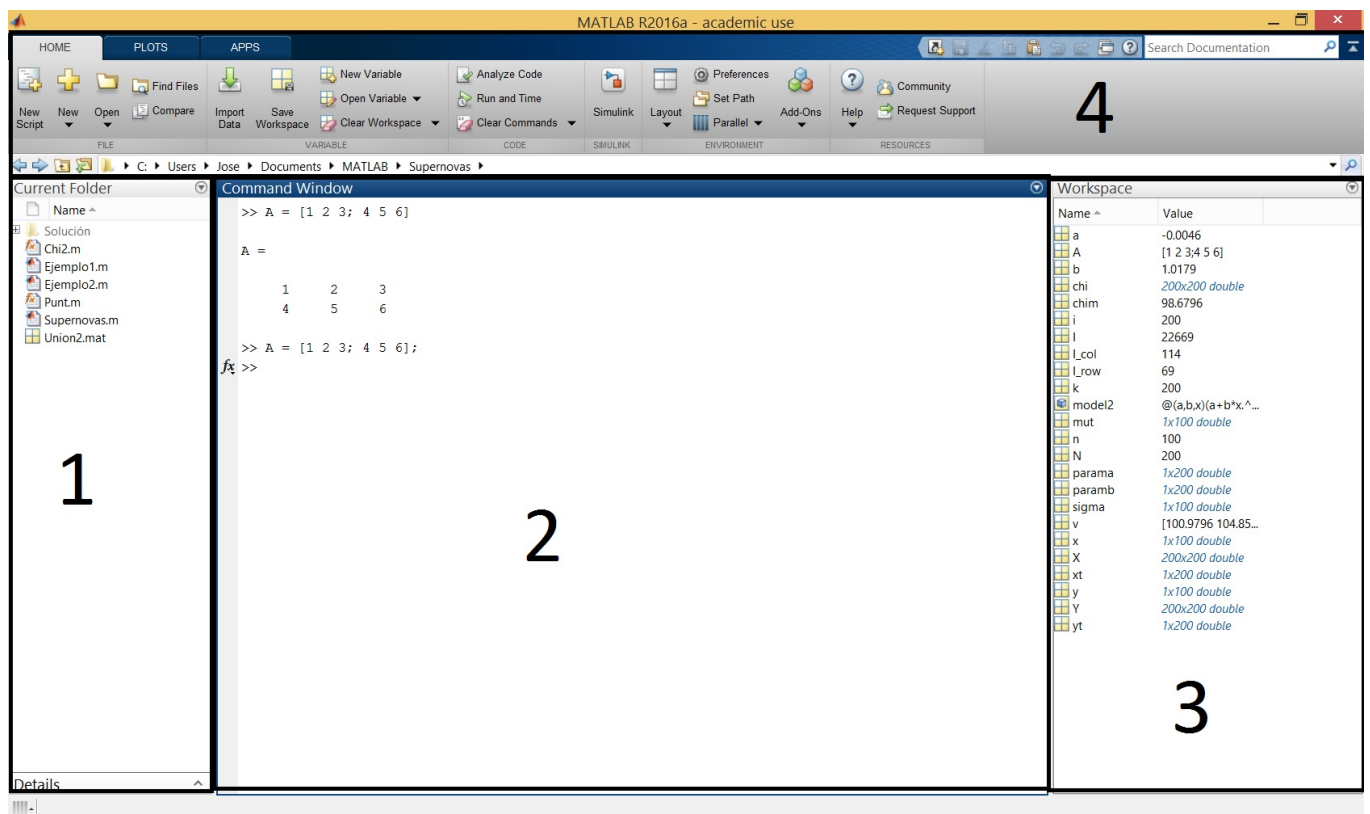 MATLAB R2016a - academic use
HOME PLOTS APPS
Search Documentation
New Script
New
Open
Find Files
Compare
FILE
Import Data
Save Workspace
New Variable
Open Variable
Clear Workspace
VARIABLE
Analyze Code
Run and Time
Clear Commands
CODE
Simulink
SIMULINK
Layout
Preferences
Set Path
Parallel
Add-Ons
ENVIRONMENT
Help
Community
Request Support
RESOURCES
4
C: Users Jose Documents MATLAB Supernovas
Current Folder
Name
Solución
Chi2.m
Ejemplo1.m
Ejemplo2.m
Punt.m
Supernovas.m
Union2.mat
1
Details
Command Window
>> A = [1 2 3; 4 5 6]
A =
1 2 3
4 5 6
>> A = [1 2 3; 4 5 6];
fx >>
2
Workspace
Name Value
a -0.0046
A [1 2 3;4 5 6]
b 1.0179
chi 200x200 double
chim 98.6796
i 200
I 22669
I_col 114
I_row 69
k 200
model2 @(a,b,x)(a+b*x.^...
mut 1x100 double
n 100
N 200
parama 1x200 double
paramb 1x200 double
sigma 1x100 double
v [100.9796 104.85...
x 1x100 double
X 200x200 double
xt 1x200 double
y 1x100 double
Y 200x200 double
yt 1x200 double
3